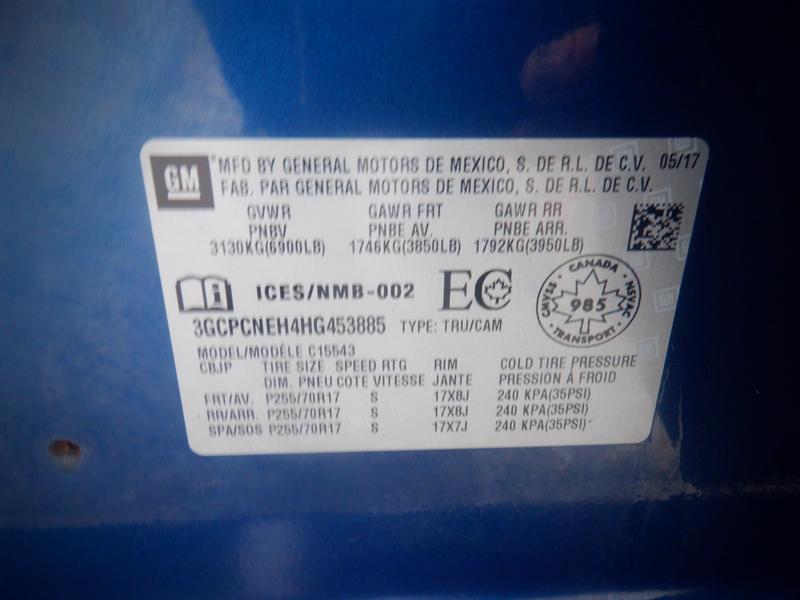 GM
MFD BY GENERAL MOTORS DE MEXICO, S. DE R.L. DE C.V. 05/17
FAB. PAR GENERAL MOTORS DE MEXICO, S. DE R.L. DE C.V.
GVWR GAWR FRT GAWR RR
PNBV PNBE AV. PNBE ARR.
3130KG(6900LB) 1746KG(3850LB) 1792KG(3950LB)
ICES/NMB-002 EC
CANADA
CMVSS 985 NSVAC
TRANSPORT
3GCPCNEH4HG453885 TYPE: TRU/CAM
MODEL/MODÈLE C15543
CBJP TIRE SIZE SPEED RTG RIM COLD TIRE PRESSURE
DIM. PNEU COTE VITESSE JANTE PRESSION À FROID
FRT/AV. P255/70R17 S 17X8J 240 KPA(35PSI)
RR/ARR. P255/70R17 S 17X8J 240 KPA(35PSI)
SPA/SOS P255/70R17 S 17X7J 240 KPA(35PSI)